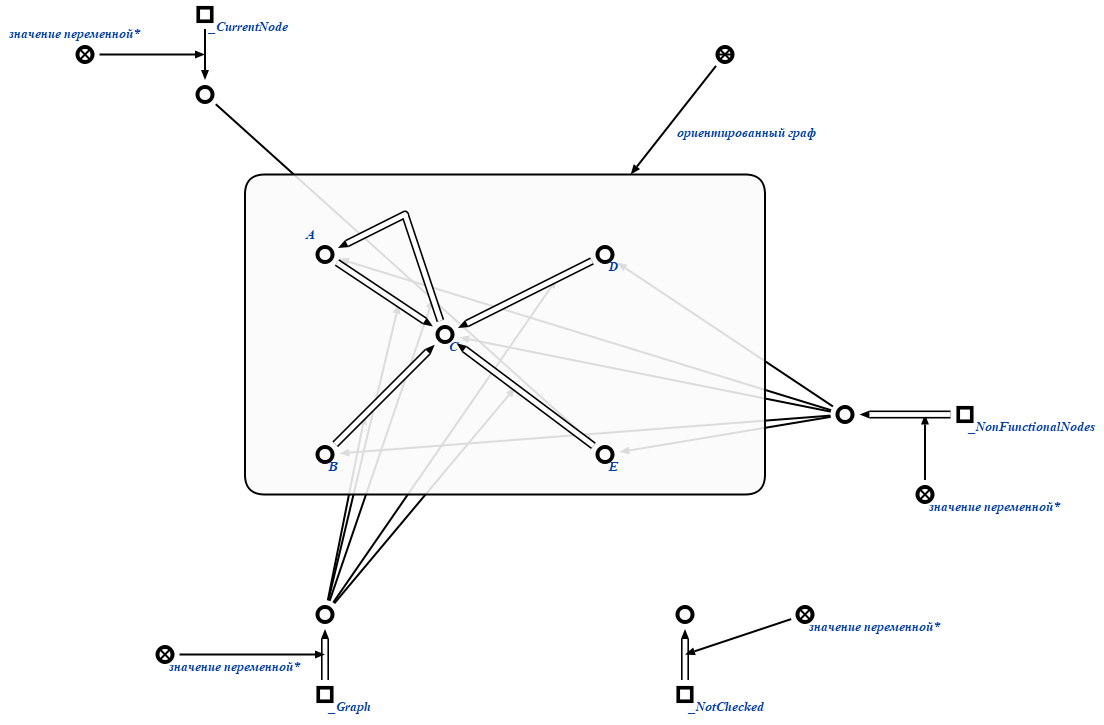 _CurrentNode
значение переменной*
ориентированный граф
A
D
C
_NonFunctionalNodes
B
E
значение переменной*
значение переменной*
значение переменной*
_Graph
_NotChecked